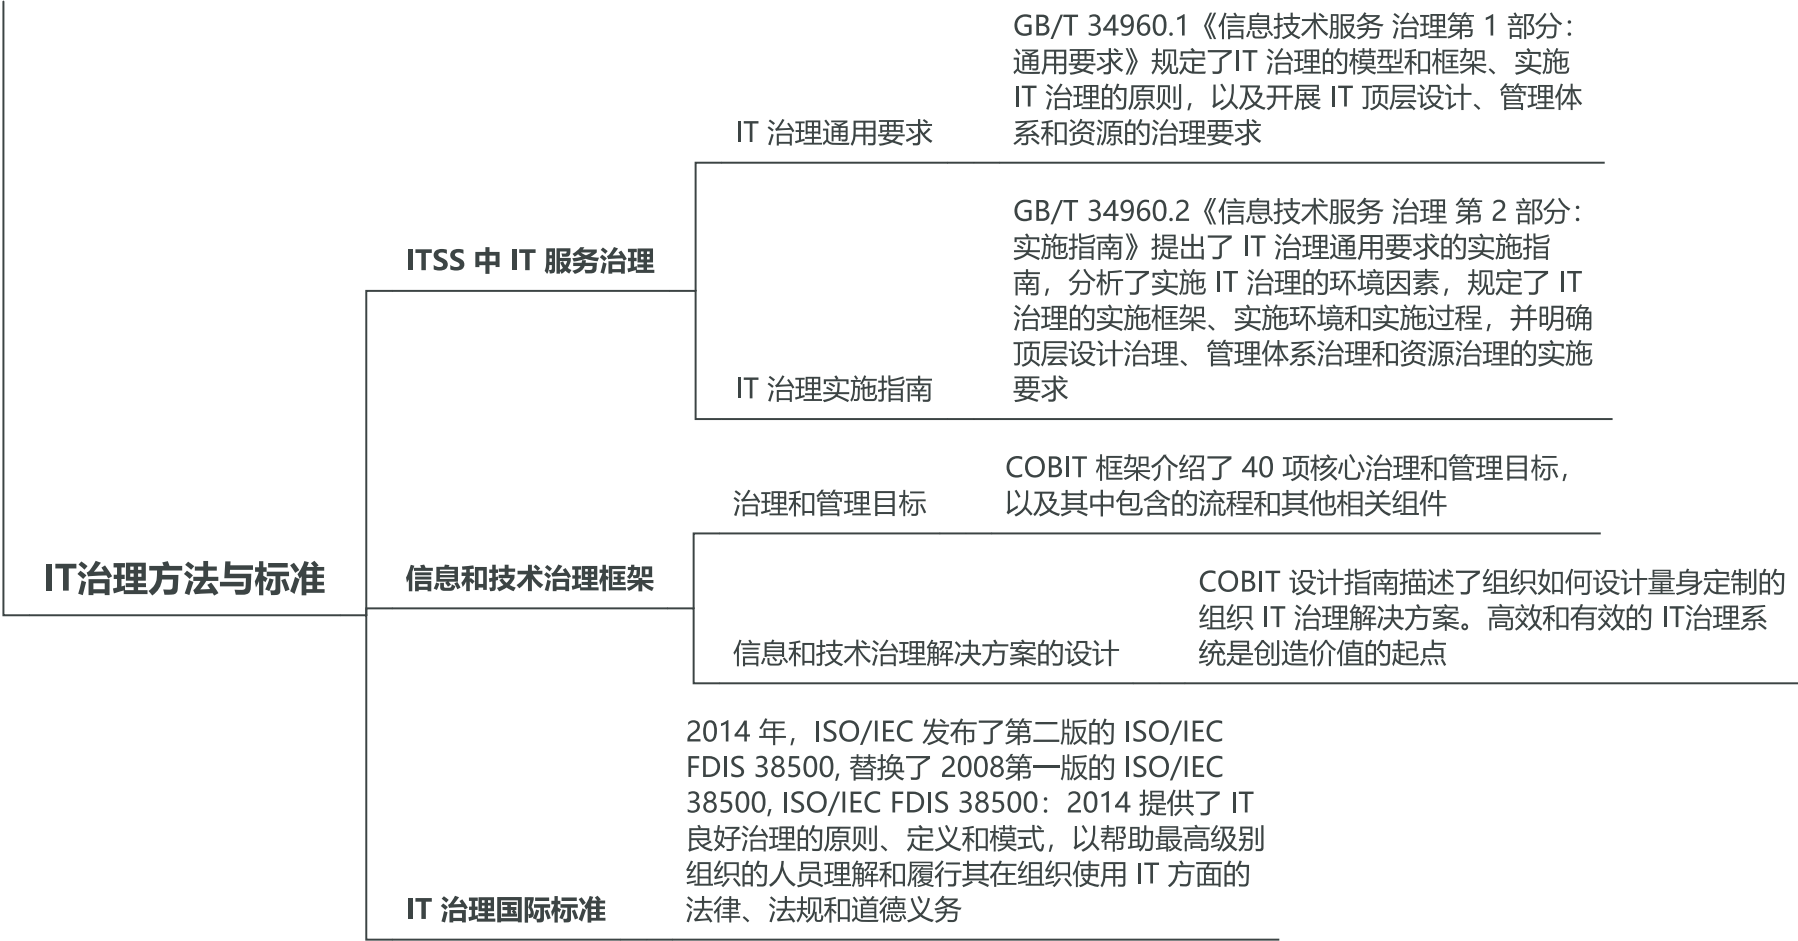 IT治理方法与标准
ITSS 中 IT 服务治理
IT 治理通用要求
GB/T 34960.1《信息技术服务 治理第 1 部分：
通用要求》规定了IT 治理的模型和框架、实施
IT 治理的原则，以及开展 IT 顶层设计、管理体
系和资源的治理要求
IT 治理实施指南
GB/T 34960.2《信息技术服务 治理 第 2 部分：
实施指南》提出了 IT 治理通用要求的实施指
南，分析了实施 IT 治理的环境因素，规定了 IT
治理的实施框架、实施环境和实施过程，并明确
顶层设计治理、管理体系治理和资源治理的实施
要求
信息和技术治理框架
治理和管理目标
COBIT 框架介绍了 40 项核心治理和管理目标，
以及其中包含的流程和其他相关组件
信息和技术治理解决方案的设计
COBIT 设计指南描述了组织如何设计量身定制的
组织 IT 治理解决方案。高效和有效的 IT治理系
统是创造价值的起点
IT 治理国际标准
2014 年，ISO/IEC 发布了第二版的 ISO/IEC
FDIS 38500, 替换了 2008第一版的 ISO/IEC
38500, ISO/IEC FDIS 38500：2014 提供了 IT
良好治理的原则、定义和模式，以帮助最高级别
组织的人员理解和履行其在组织使用 IT 方面的
法律、法规和道德义务